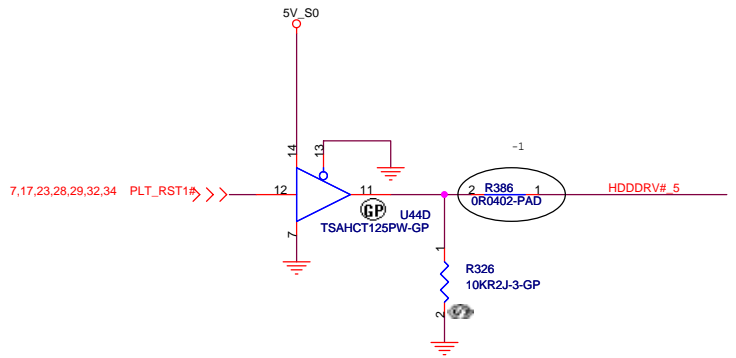 5V_S0
14
13
-1
7,17,23,28,29,32,34 PLT_RST1#
12
11
2
R386
1
HDDDRV#_5
0R0402-PAD
GP
U44D
TSAHCT125PW-GP
7
1
R326
10KR2J-3-GP
2